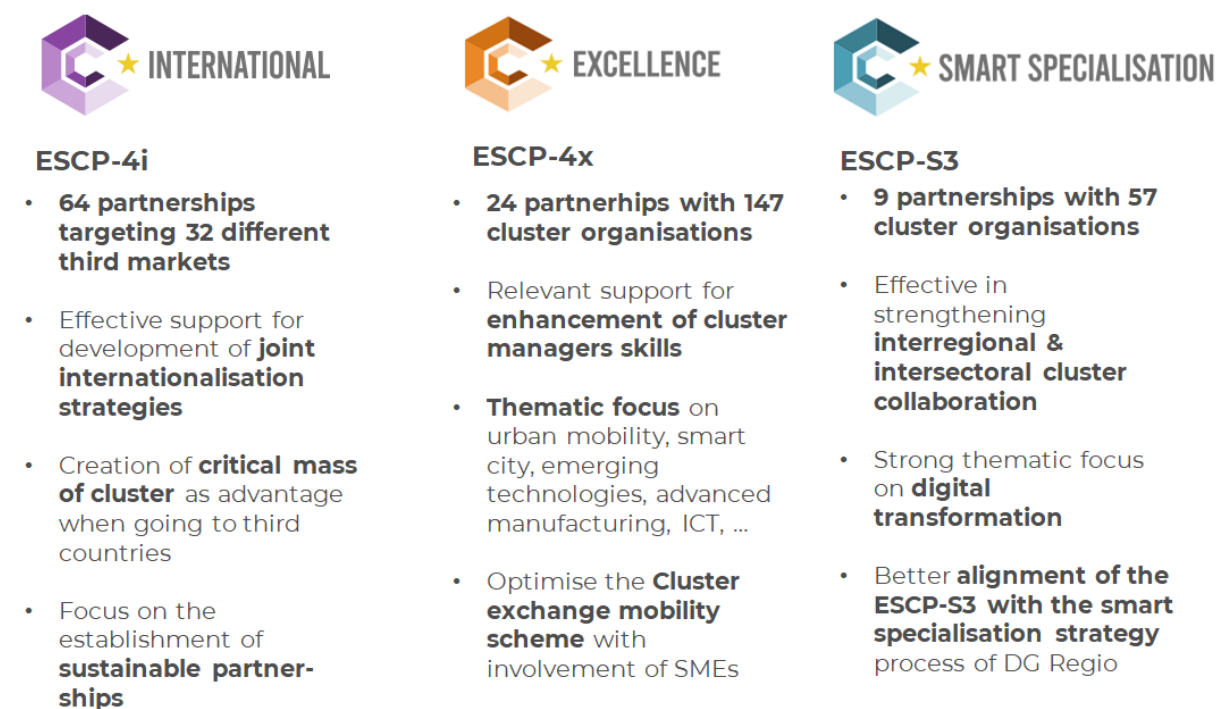 INTERNATIONAL
ESCP-4i
• 64 partnerships
targeting 32 different
third markets
• Effective support for
development of joint
internationalisation
strategies
• Creation of critical mass
of cluster as advantage
when going to third
countries
• Focus on the
establishment of
sustainable partner-
ships
EXCELLENCE
ESCP-4x
• 24 partnerhips with 147
cluster organisations
• Relevant support for
enhancement of cluster
managers skills
• Thematic focus on
urban mobility, smart
city, emerging
technologies, advanced
manufacturing, ICT, ...
• Optimise the Cluster
exchange mobility
scheme with
involvement of SMEs
SMART SPECIALISATION
ESCP-S3
• 9 partnerships with 57
cluster organisations
• Effective in
strengthening
interregional &
intersectoral cluster
collaboration
• Strong thematic focus
on digital
transformation
• Better alignment of the
ESCP-S3 with the smart
specialisation strategy
process of DG Regio